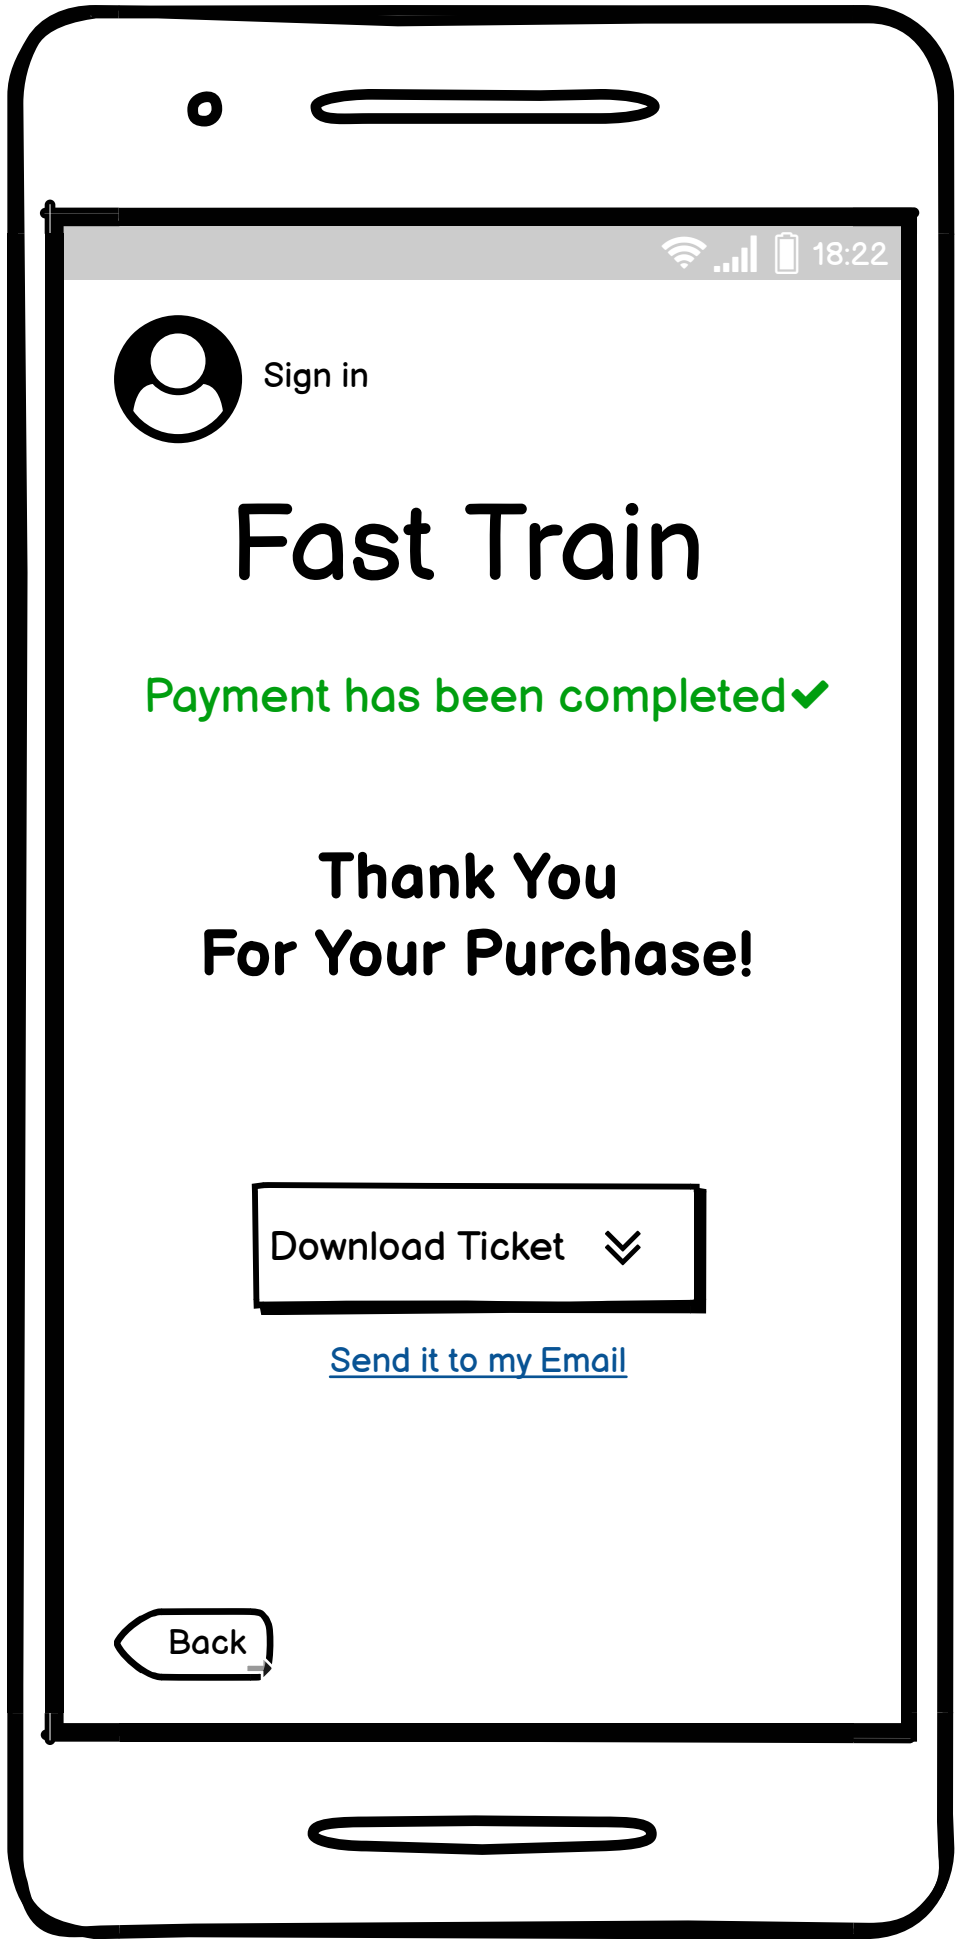 18:22
Sign in
Fast Train
Payment has been completed
Thank You
For Your Purchase!
Download Ticket
Send it to my Email
Back